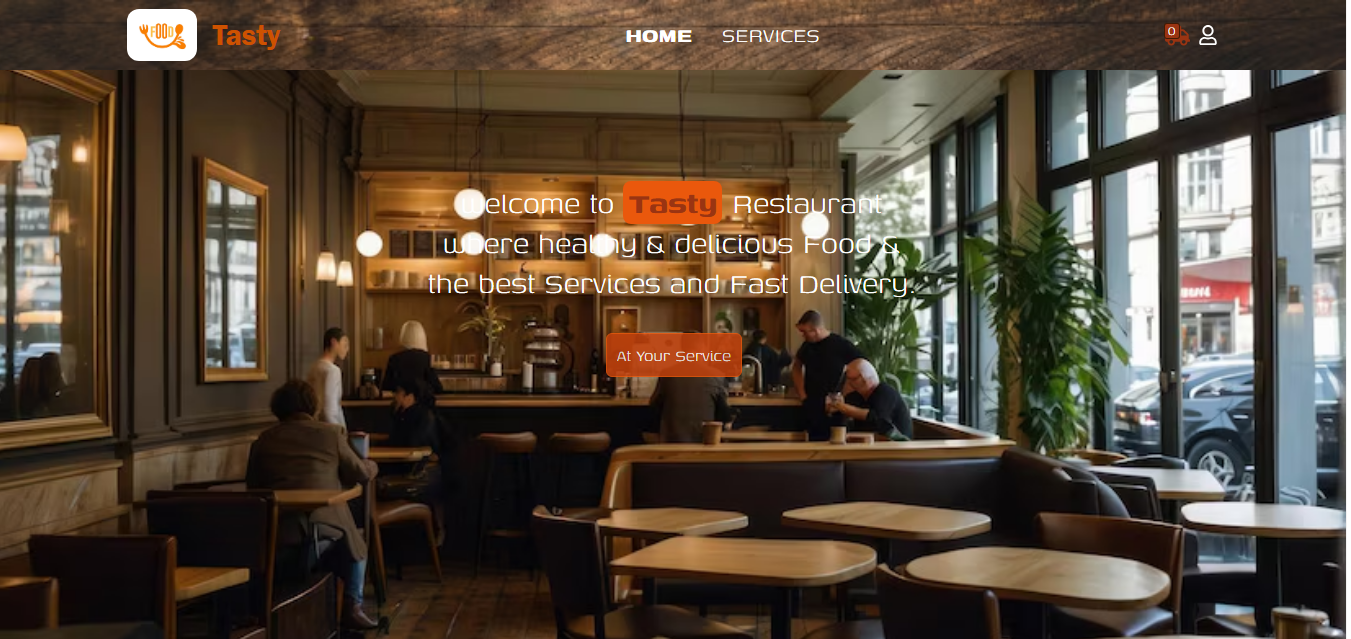 FOOD
Tasty
HOME
SERVICES
0
Welcome to Tasty Restaurant
where healthy & delicious Food &
the best Services and Fast Delivery.
At Your Service